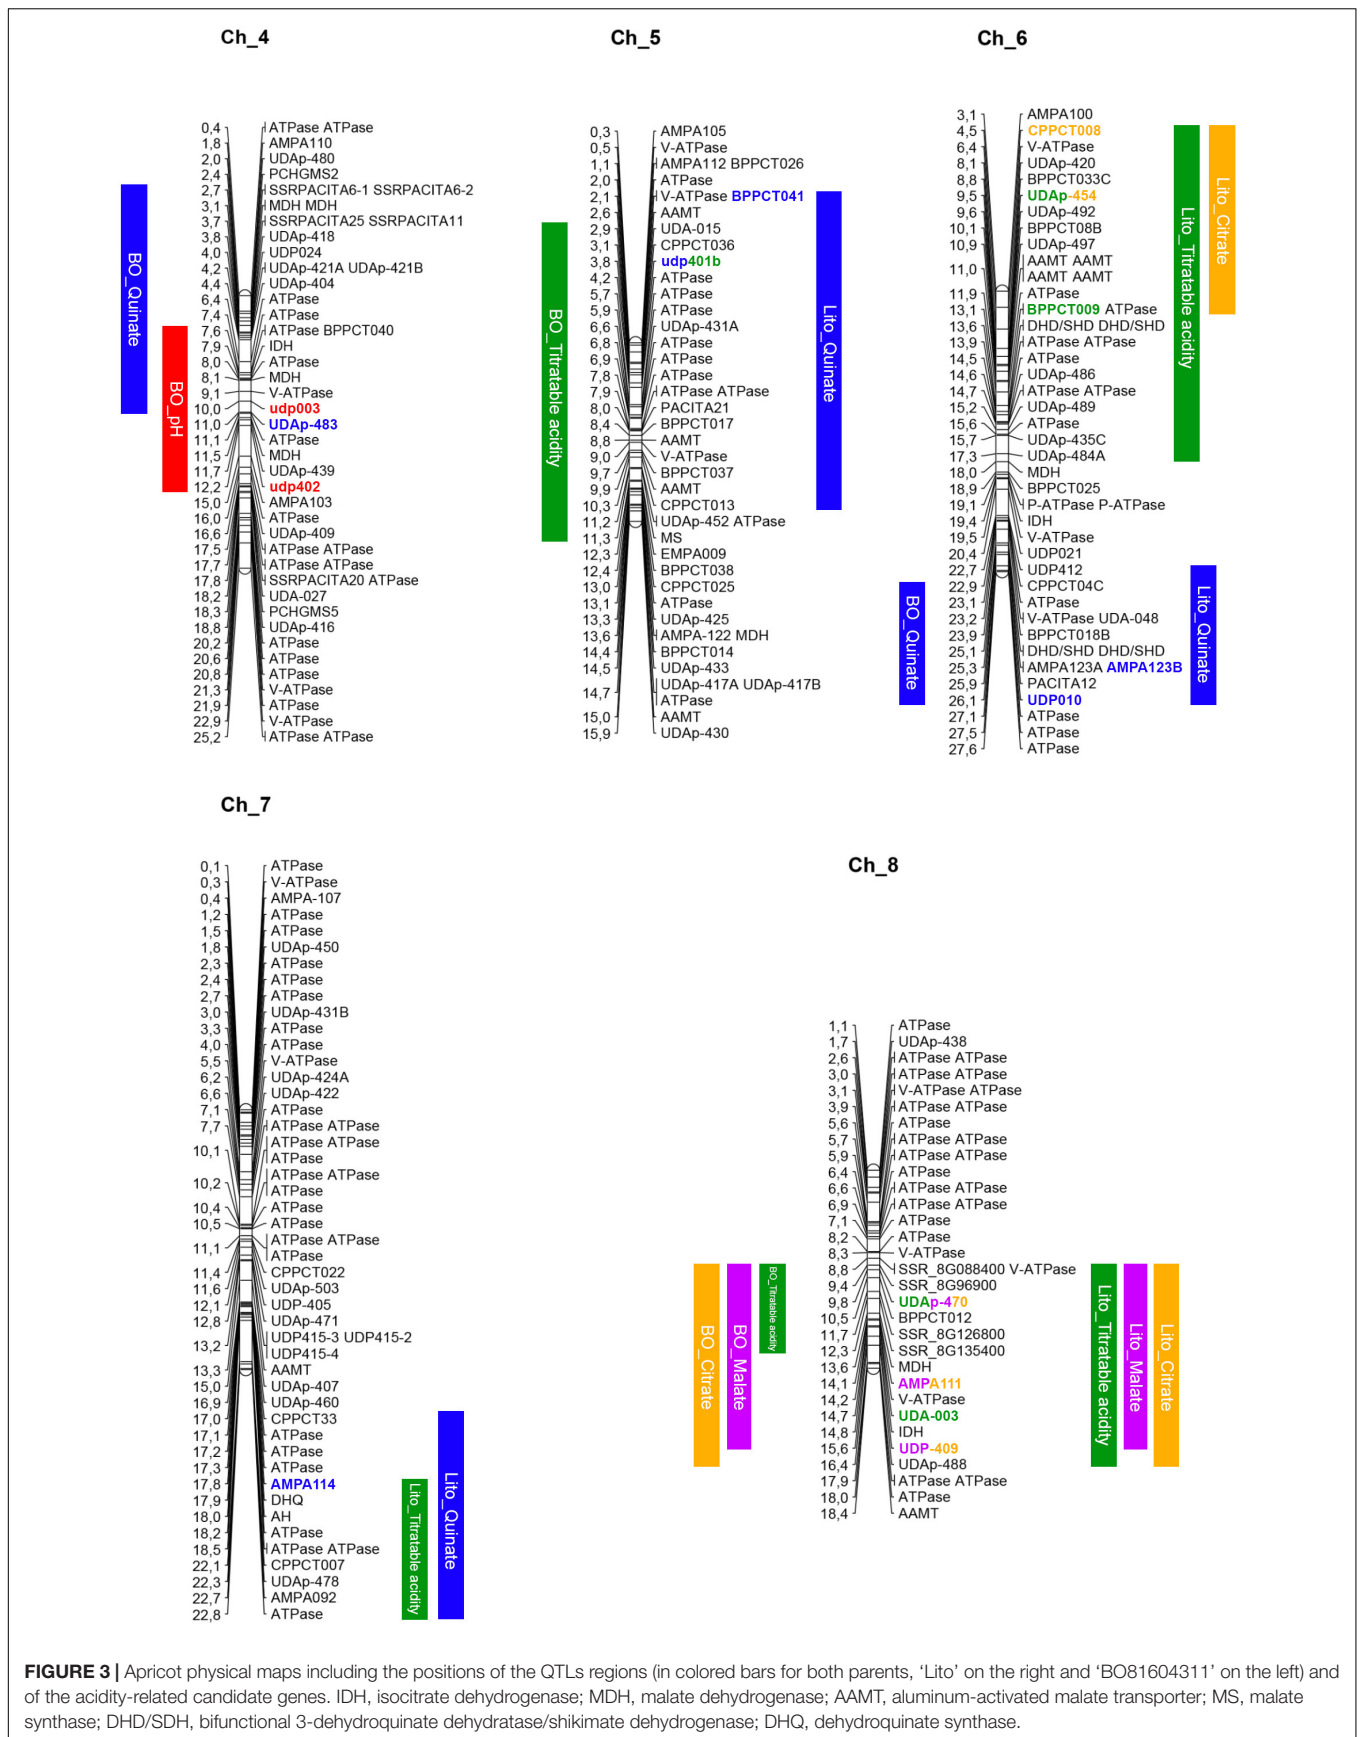 Ch_4
0,4 ATPase ATPase
1,8 AMPA110
2,0 UDAp-480
2,4 PCHGMS2
2,7 SSRPACITA6-1 SSRPACITA6-2
3,1 MDH MDH
3,7 SSRPACITA25 SSRPACITA11
3,8 UDAp-418
4,0 UDP024
4,2 UDAp-421A UDAp-421B
4,4 UDAp-404
6,4 ATPase
7,4 ATPase
7,6 ATPase BPPCT040
7,9 IDH
8,0 ATPase
8,1 MDH
9,1 V-ATPase
10,0 udp003
11,0 UDAp-483
11,1 ATPase
11,5 MDH
11,7 UDAp-439
12,2 udp402
15,0 AMPA103
16,0 ATPase
16,6 UDAp-409
17,5 ATPase ATPase
17,7 ATPase ATPase
17,8 SSRPACITA20 ATPase
18,2 UDA-027
18,3 PCHGMS5
18,8 UDAp-416
20,2 ATPase
20,6 ATPase
20,8 ATPase
21,3 V-ATPase
21,9 ATPase
22,9 V-ATPase
25,2 ATPase ATPase
BO_Quinate
BO_pH
Ch_5
0,3 AMPA105
0,5 V-ATPase
1,1 AMPA112 BPPCT026
2,0 ATPase
2,1 V-ATPase BPPCT041
2,6 AAMT
2,9 UDA-015
3,1 CPPCT036
3,8 udp401b
4,2 ATPase
5,7 ATPase
5,9 ATPase
6,6 UDAp-431A
6,8 ATPase
6,9 ATPase
7,8 ATPase
7,9 ATPase ATPase
8,0 PACITA21
8,4 BPPCT017
8,8 AAMT
9,0 V-ATPase
9,7 BPPCT037
9,9 AAMT
10,3 CPPCT013
11,2 UDAp-452 ATPase
11,3 MS
12,3 EMPA009
12,4 BPPCT038
13,0 CPPCT025
13,1 ATPase
13,3 UDAp-425
13,6 AMPA-122 MDH
14,4 BPPCT014
14,5 UDAp-433
14,7 UDAp-417A UDAp-417B
ATPase
15,0 AAMT
15,9 UDAp-430
BO_Titratable acidity
Lito_Quinate
Ch_6
3,1 AMPA100
4,5 CPPCT008
6,4 V-ATPase
8,1 UDAp-420
8,8 BPPCT033C
9,5 UDAp-454
9,6 UDAp-492
10,1 BPPCT08B
10,9 UDAp-497
11,0 AAMT AAMT
AAMT AAMT
11,9 ATPase
13,1 BPPCT009 ATPase
13,6 DHD/SHD DHD/SHD
13,9 ATPase ATPase
14,5 ATPase
14,6 UDAp-486
14,7 ATPase ATPase
15,2 UDAp-489
15,6 ATPase
15,7 UDAp-435C
17,3 UDAp-484A
18,0 MDH
18,9 BPPCT025
19,1 P-ATPase P-ATPase
19,4 IDH
19,5 V-ATPase
20,4 UDP021
22,7 UDP412
22,9 CPPCT04C
23,1 ATPase
23,2 V-ATPase UDA-048
23,9 BPPCT018B
25,1 DHD/SHD DHD/SHD
25,3 AMPA123A AMPA123B
25,9 PACITA12
26,1 UDP010
27,1 ATPase
27,5 ATPase
27,6 ATPase
Lito_Titratable acidity
Lito_Citrate
BO_Quinate
Lito_Quinate
Ch_7
0,1 ATPase
0,3 V-ATPase
0,4 AMPA-107
1,2 ATPase
1,5 ATPase
1,8 UDAp-450
2,3 ATPase
2,4 ATPase
2,7 ATPase
3,0 UDAp-431B
3,3 ATPase
4,0 ATPase
5,5 V-ATPase
6,2 UDAp-424A
6,6 UDAp-422
7,1 ATPase
7,7 ATPase ATPase
10,1 ATPase ATPase
ATPase
10,2 ATPase ATPase
ATPase
10,4 ATPase
10,5 ATPase
11,1 ATPase ATPase
ATPase
11,4 CPPCT022
11,6 UDAp-503
12,1 UDP-405
12,8 UDAp-471
13,2 UDP415-3 UDP415-2
UDP415-4
13,3 AAMT
15,0 UDAp-407
16,9 UDAp-460
17,0 CPPCT33
17,1 ATPase
17,2 ATPase
17,3 ATPase
17,8 AMPA114
17,9 DHQ
18,0 AH
18,2 ATPase
18,5 ATPase ATPase
22,1 CPPCT007
22,3 UDAp-478
22,7 AMPA092
22,8 ATPase
Lito_Titratable acidity
Lito_Quinate
Ch_8
1,1 ATPase
1,7 UDAp-438
2,6 ATPase ATPase
3,0 ATPase ATPase
3,1 V-ATPase ATPase
3,9 ATPase ATPase
5,6 ATPase
5,7 ATPase ATPase
5,9 ATPase ATPase
6,4 ATPase
6,6 ATPase ATPase
6,9 ATPase ATPase
7,1 ATPase
8,2 ATPase
8,3 V-ATPase
8,8 SSR_8G088400 V-ATPase
9,4 SSR_8G96900
9,8 UDAp-470
10,5 BPPCT012
11,7 SSR_8G126800
12,3 SSR_8G135400
13,6 MDH
14,1 AMPA111
14,2 V-ATPase
14,7 UDA-003
14,8 IDH
15,6 UDP-409
16,4 UDAp-488
17,9 ATPase ATPase
18,0 ATPase
18,4 AAMT
BO_Citrate
BO_Malate
BO_Titratable acidity
Lito_Titratable acidity
Lito_Malate
Lito_Citrate
FIGURE 3 | Apricot physical maps including the positions of the QTLs regions (in colored bars for both parents, ‘Lito’ on the right and ‘BO81604311’ on the left) and
of the acidity-related candidate genes. IDH, isocitrate dehydrogenase; MDH, malate dehydrogenase; AAMT, aluminum-activated malate transporter; MS, malate
synthase; DHD/SDH, bifunctional 3-dehydroquinate dehydratase/shikimate dehydrogenase; DHQ, dehydroquinate synthase.